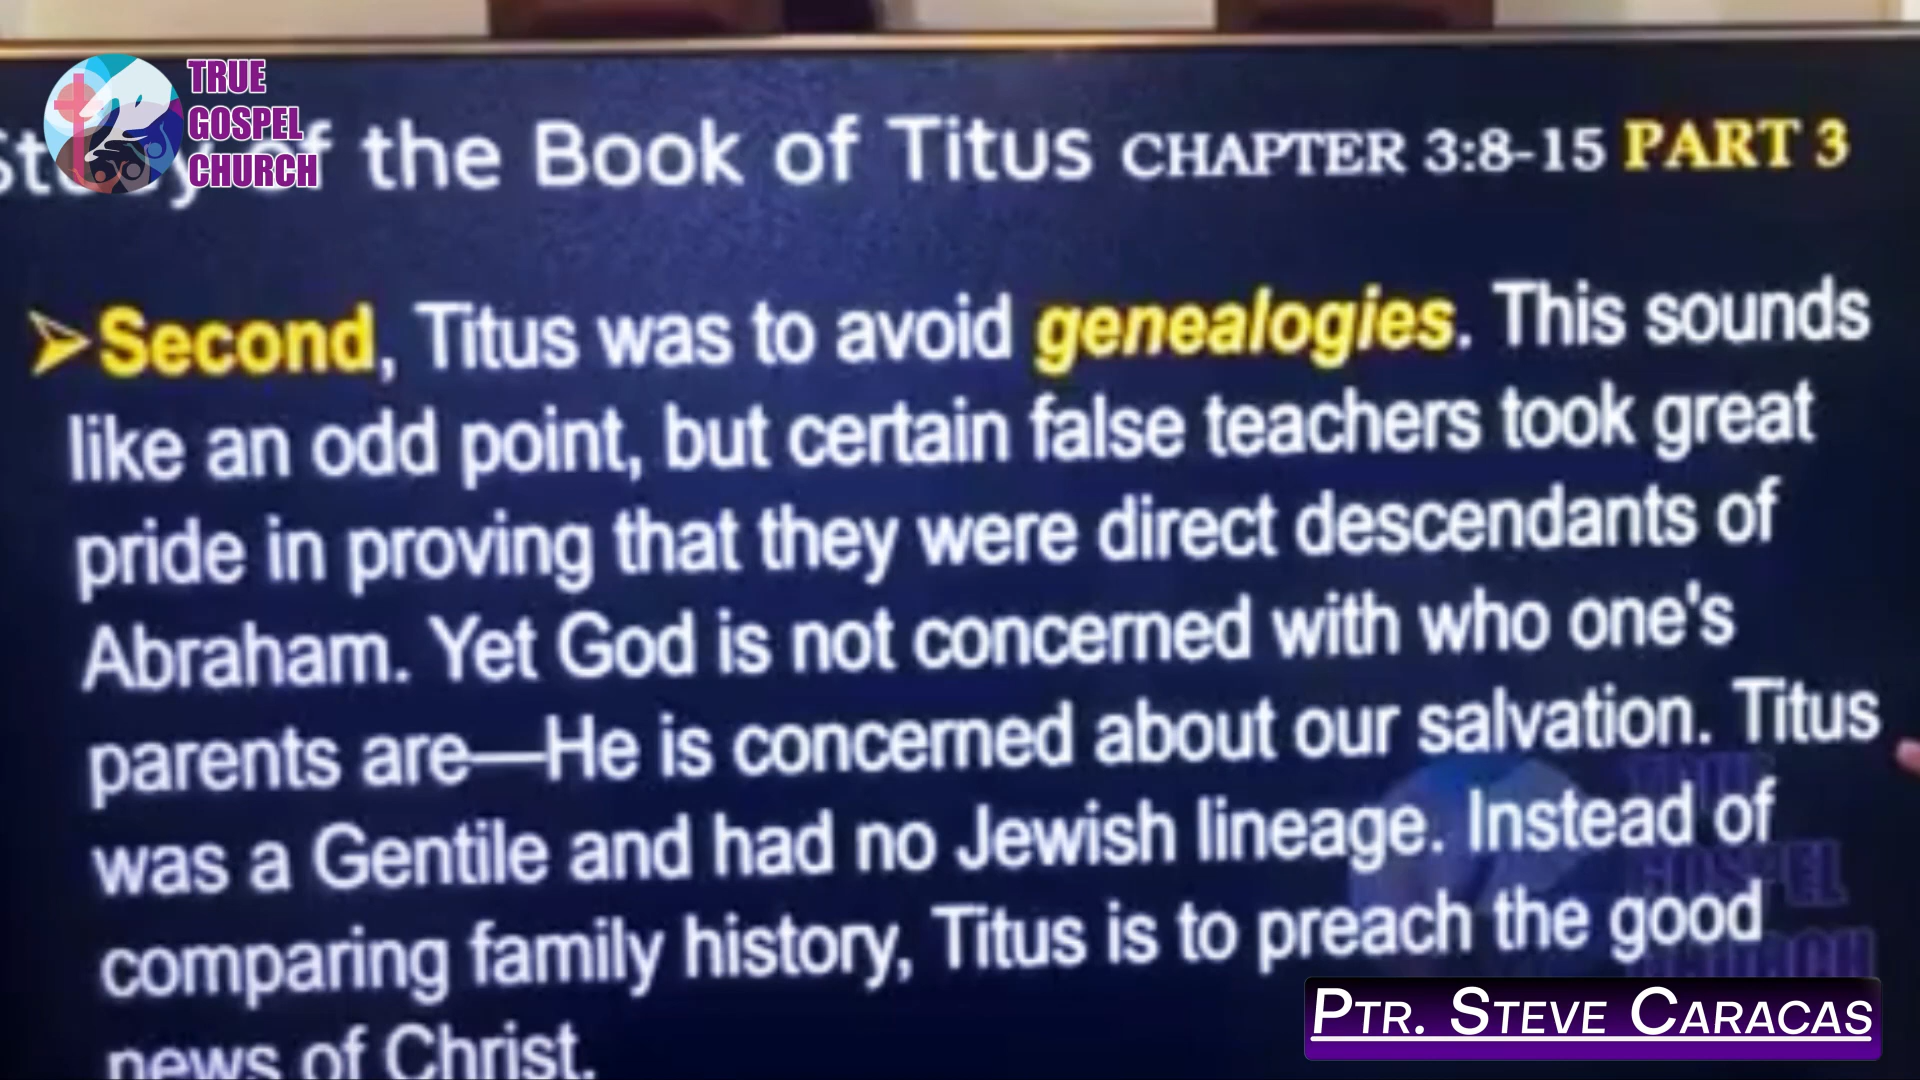 TRUE
GOSPEL
CHURCH
of the Book of Titus CHAPTER 3:8-15 PART 3
Second, Titus was to avoid genealogies. This sounds
like an odd point, but certain false teachers took great
pride in proving that they were direct descendants of
Abraham. Yet God is not concerned with who one's
parents are—He is concerned about our salvation. Titus
was a Gentile and had no Jewish lineage. Instead of
comparing family history, Titus is to preach the good
news of Christ.
GOSPEL
CHURCH
PTR. STEVE CARACAS